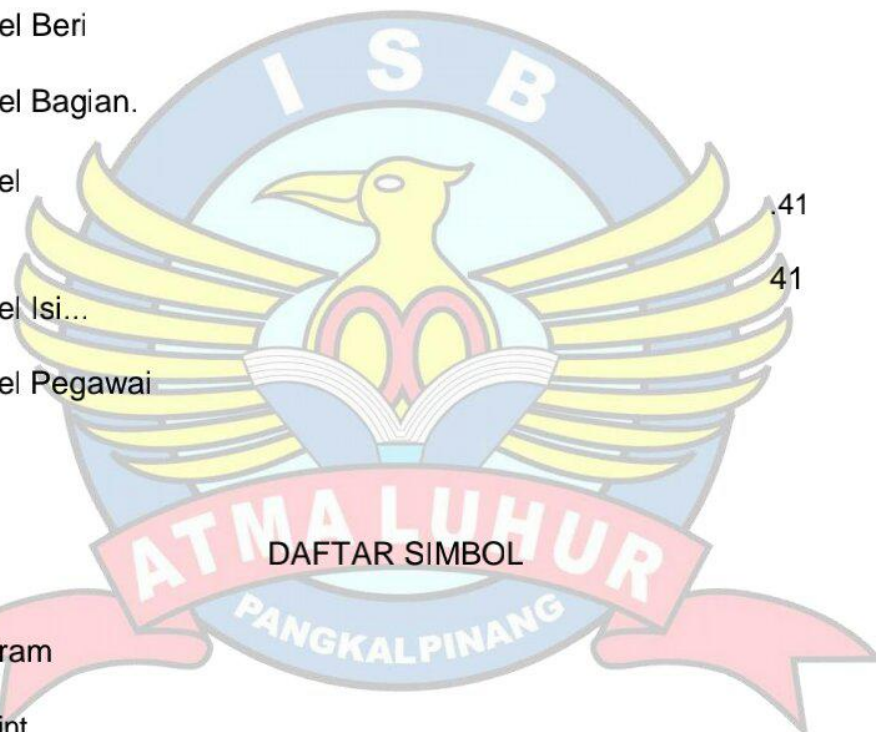 el Beri
I S B
el Bagian.
el
.41
41
el Isi...
el Pegawai
ATMA LUHUR
DAFTAR SIMBOL
PANGKALPINANG
ram
int